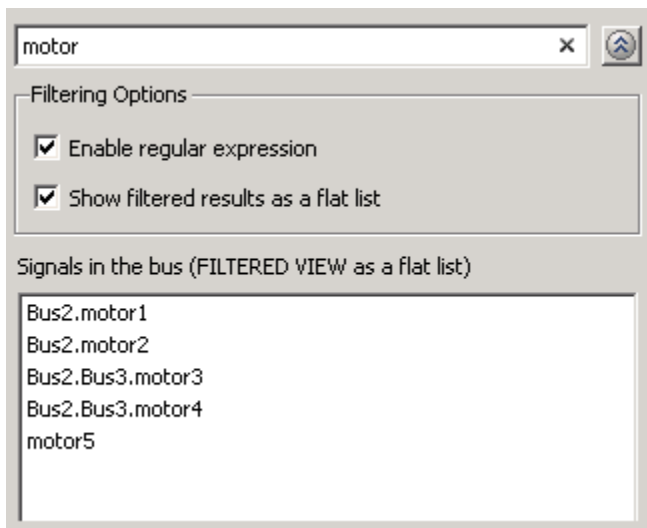 motor
Filtering Options
Enable regular expression
Show filtered results as a flat list
Signals in the bus (FILTERED VIEW as a flat list)
Bus2.motor1
Bus2.motor2
Bus2.Bus3.motor3
Bus2.Bus3.motor4
motor5